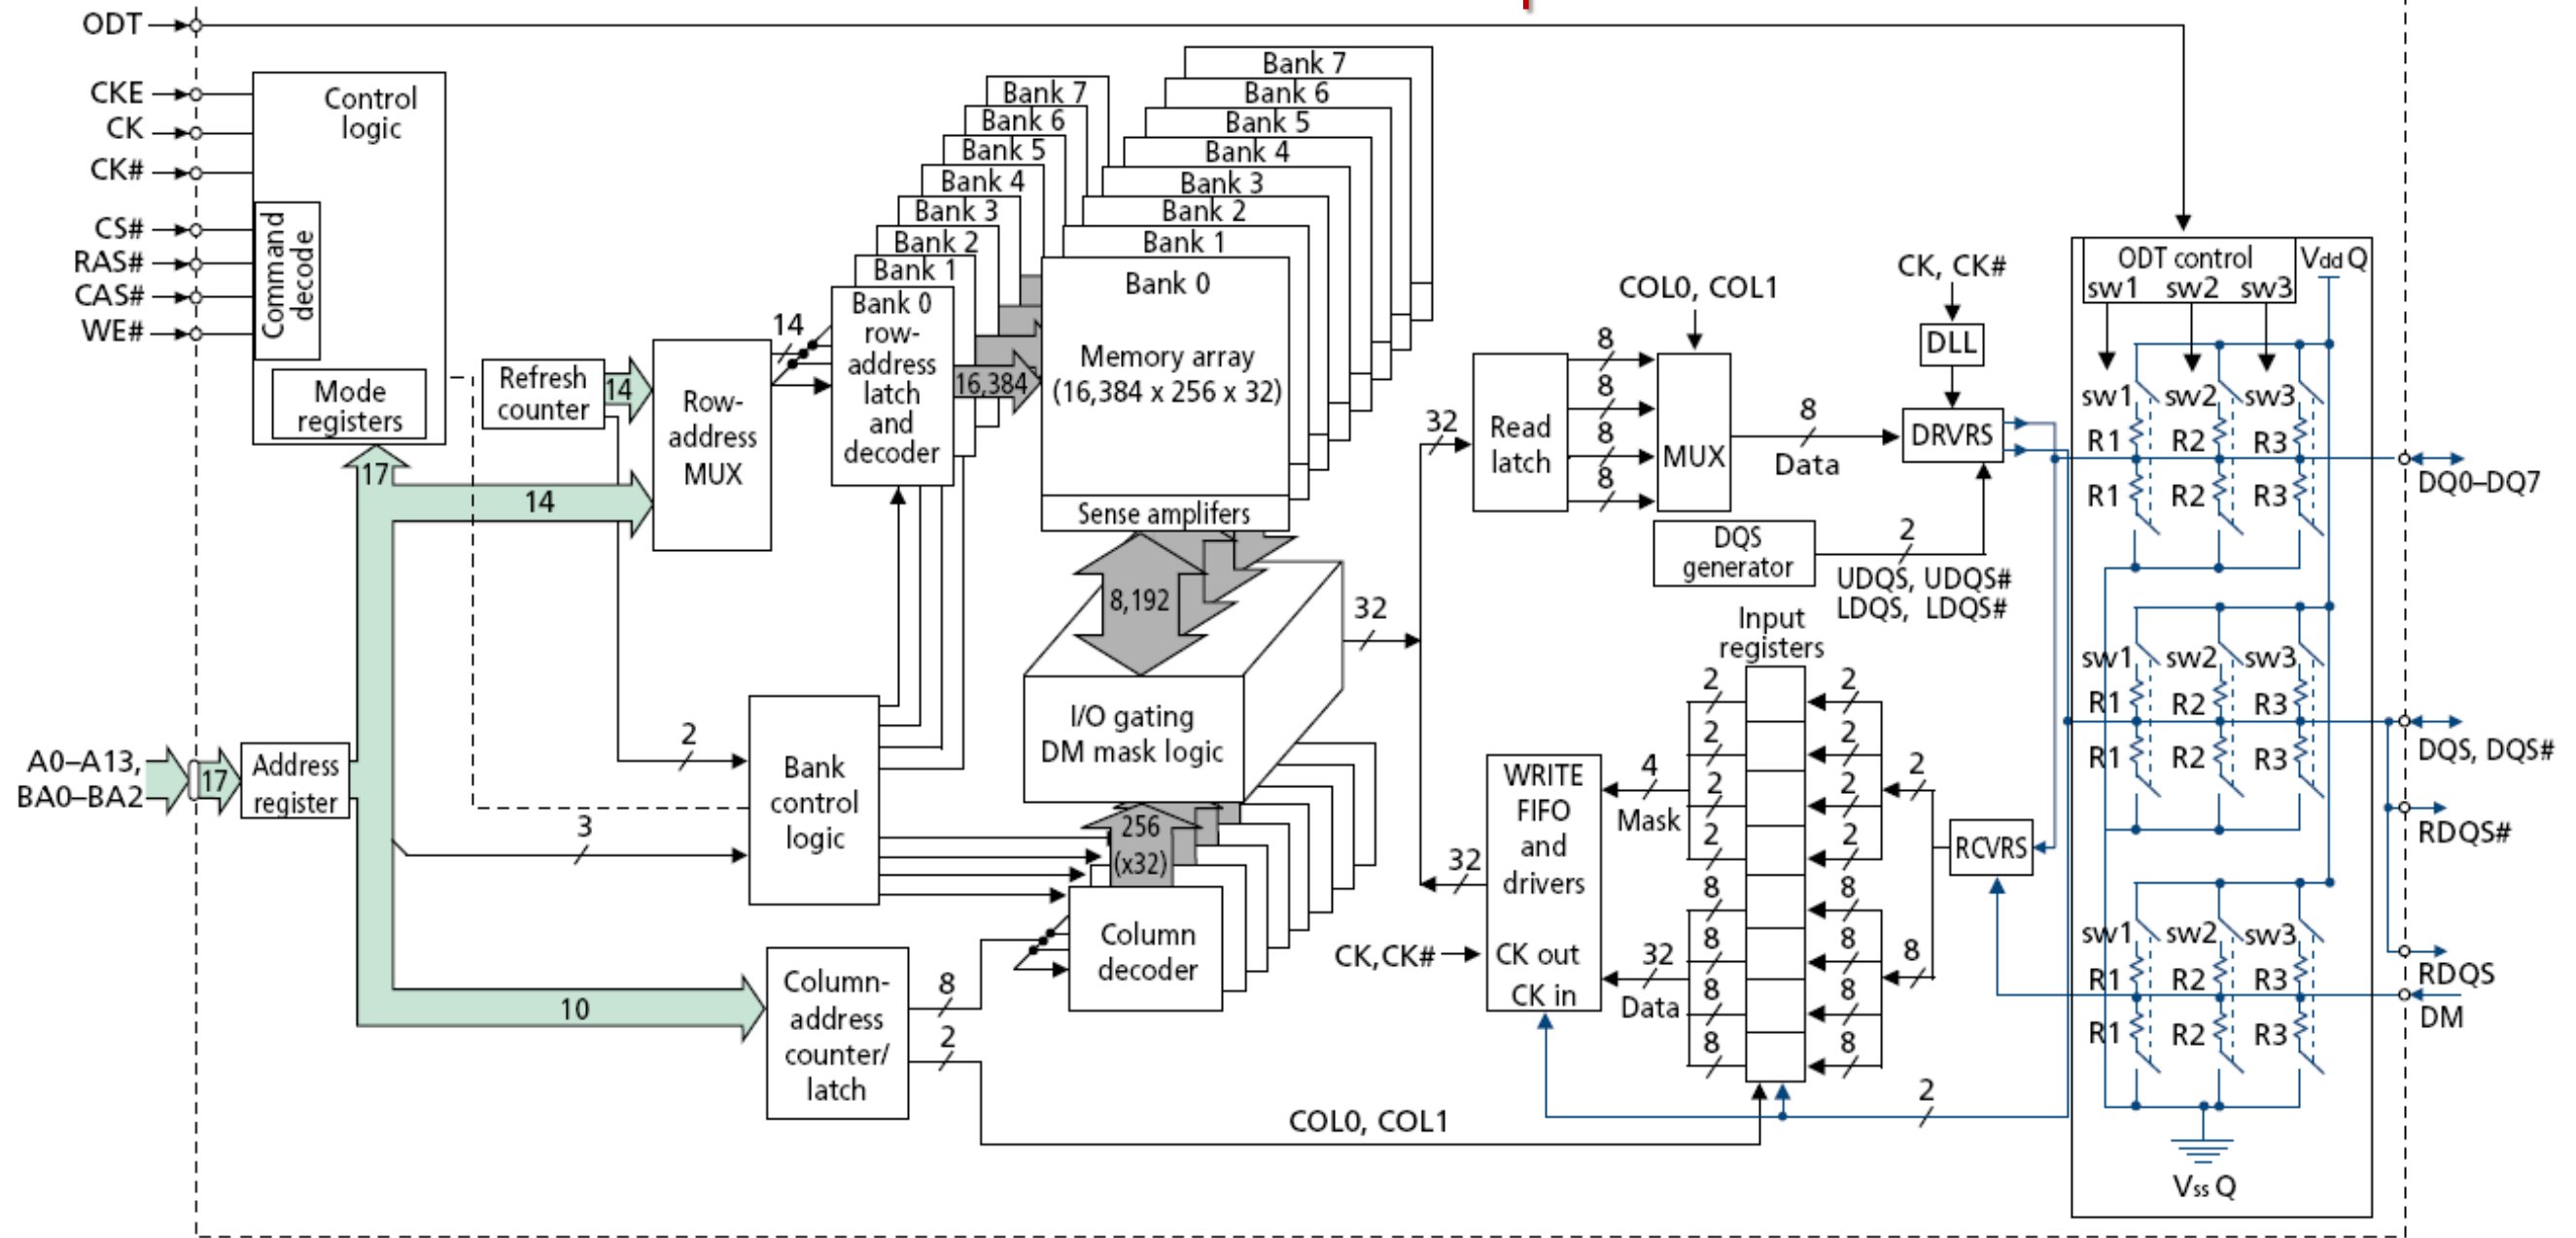 ODT
CKE
CK
CK#
CS#
RAS#
CAS#
WE#
Control
logic
Command
decode
Mode
registers
17
14
Refresh
counter
14
Row-
address
MUX
14
Bank 7
Bank 6
Bank 5
Bank 4
Bank 3
Bank 2
Bank 1
Bank 0
row-
address
latch
and
decoder
16,384
Bank 7
Bank 6
Bank 5
Bank 4
Bank 3
Bank 2
Bank 1
Bank 0
Memory array
(16,384 x 256 x 32)
Sense amplifers
8,192
I/O gating
DM mask logic
32
256
(x32)
Column
decoder
A0–A13,
BA0–BA2
17
Address
register
2
3
Bank
control
logic
10
Column-
address
counter/
latch
8
2
COL0, COL1
32
Read
latch
8
8
8
8
COL0, COL1
MUX
8
Data
CK, CK#
DLL
DRVRS
DQS
generator
2
UDQS, UDQS#
LDQS, LDQS#
Input
registers
2
2
2
2
8
8
8
8
2
2
2
2
8
8
8
8
4
Mask
32
Data
32
WRITE
FIFO
and
drivers
CK out
CK in
CK,CK#
2
8
RCVRS
2
ODT control
sw1 sw2 sw3
Vdd Q
sw1 sw2 sw3
R1 R2 R3
R1 R2 R3
sw1 sw2 sw3
R1 R2 R3
R1 R2 R3
sw1 sw2 sw3
R1 R2 R3
R1 R2 R3
Vss Q
DQ0–DQ7
DQS, DQS#
RDQS#
RDQS
DM